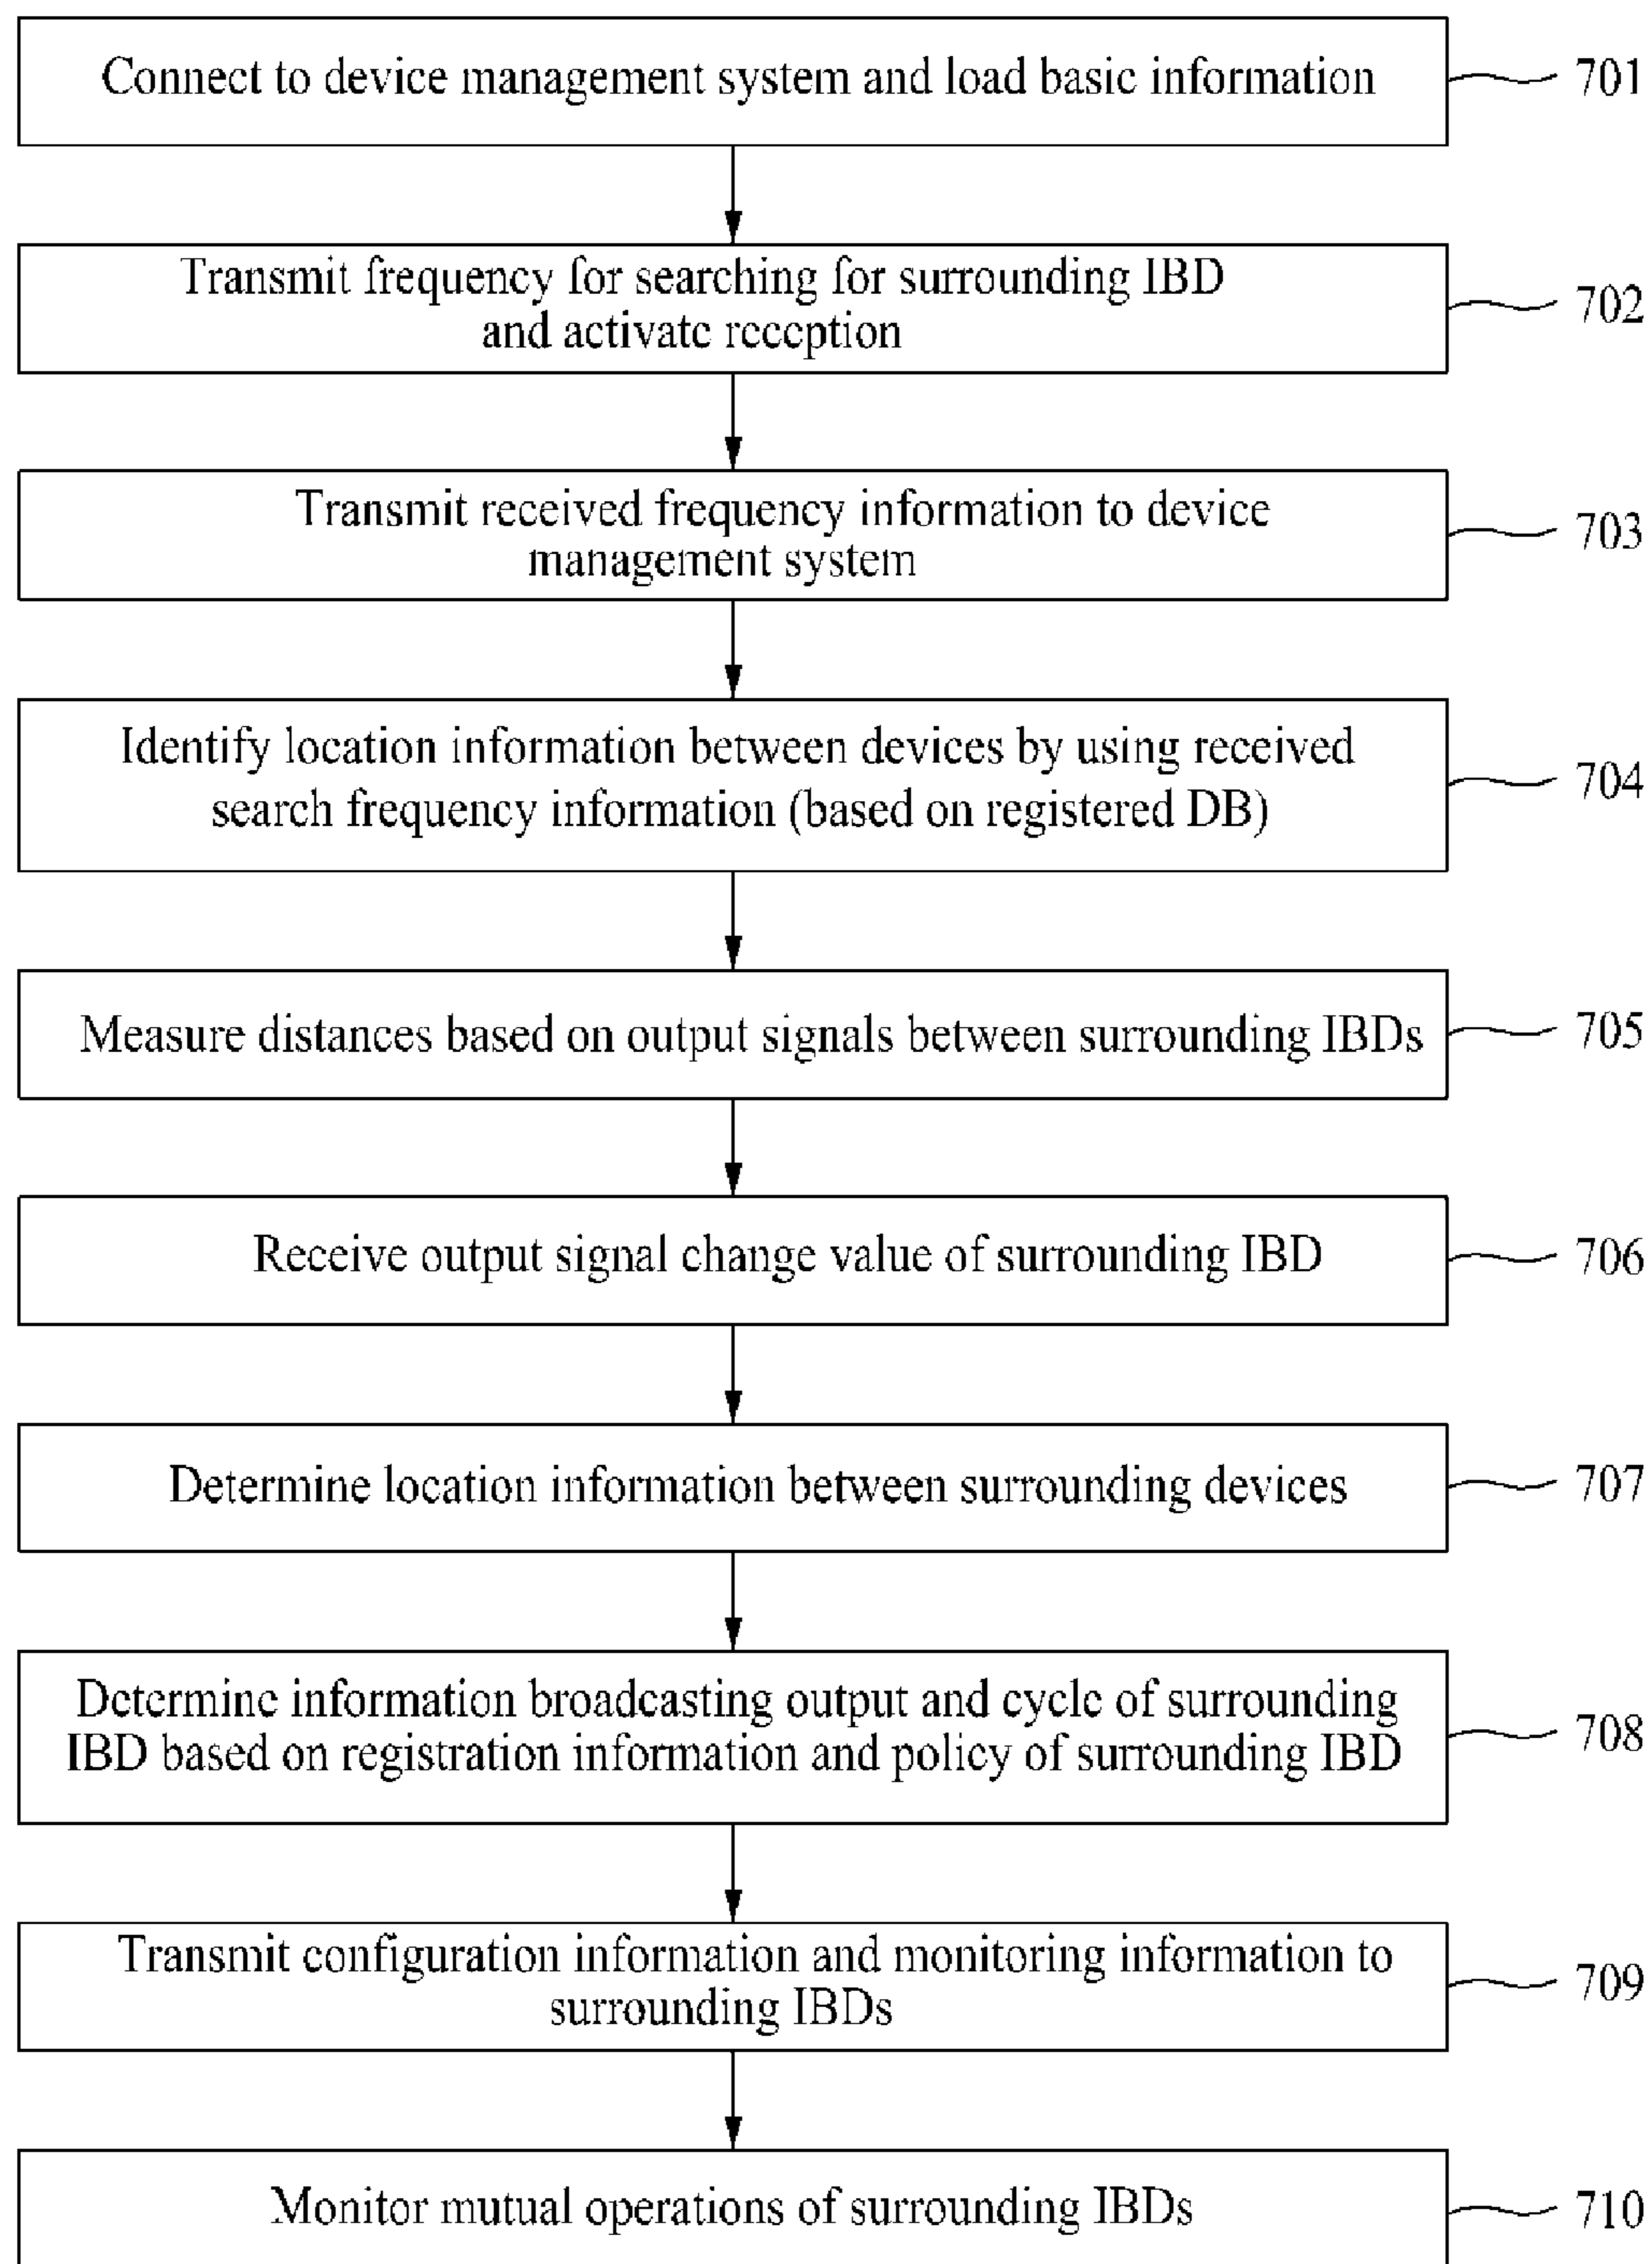 Connect to device management system and load basic information
701
Transmit frequency for searching for surrounding IBD
and activate reception
702
Transmit received frequency information to device
management system
703
Identify location information between devices by using received
search frequency information (based on registered DB)
704
Measure distances based on output signals between surrounding IBDs
705
Receive output signal change value of surrounding IBD
706
Determine location information between surrounding devices
707
Determine information broadcasting output and cycle of surrounding
IBD based on registration information and policy of surrounding IBD
708
Transmit configuration information and monitoring information to
surrounding IBDs
709
Monitor mutual operations of surrounding IBDs
710